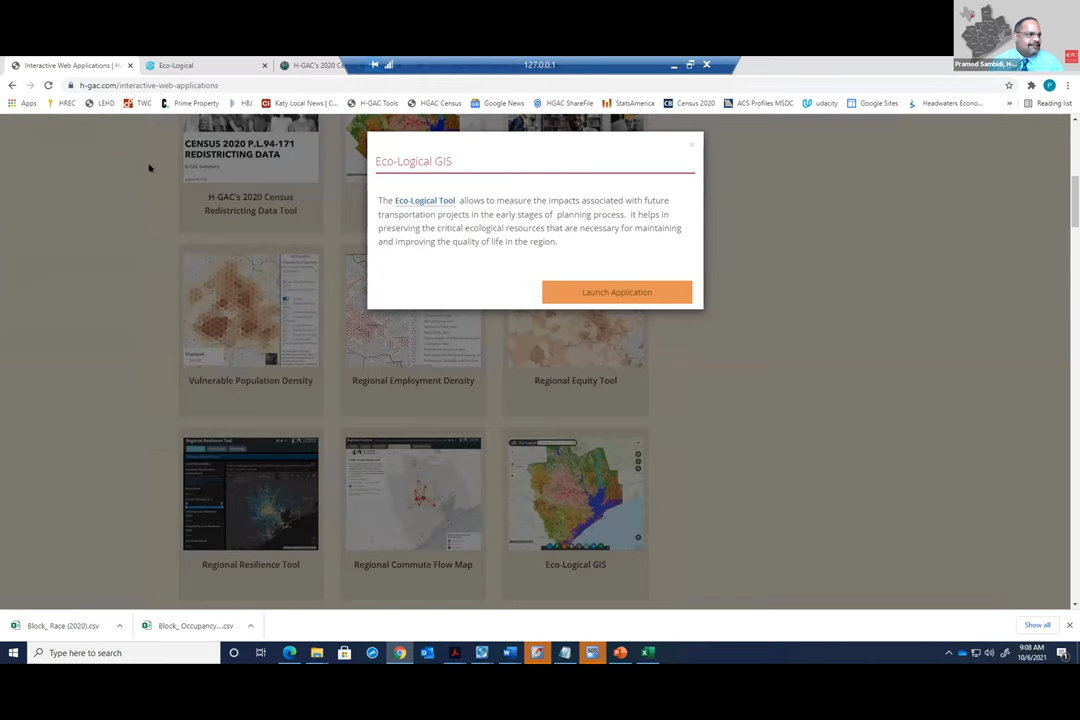 Pramod Sambidi, H-...
Interactive Web Applications | H
Eco-Logical
H-GAC's 2020 Cens
127.0.0.1
h-gac.com/interactive-web-applications
Apps HREC LEHD TWC Prime Property HBJ Katy Local News | C... H-GAC Tools HGAC Census Google News H-GAC ShareFile StatsAmerica Census 2020 ACS Profiles MSDC udacity Google Sites Headwaters Econo... » Reading list
CENSUS 2020 P.L.94-171
REDISTRICTING DATA
H-GAC's 2020 Census
Redistricting Data Tool
Eco-Logical GIS
The Eco-Logical Tool allows to measure the impacts associated with future
transportation projects in the early stages of planning process. It helps in
preserving the critical ecological resources that are necessary for maintaining
and improving the quality of life in the region.
Launch Application
Vulnerable Population Density
Regional Employment Density
Regional Equity Tool
Regional Resilience Tool
Regional Commute Flow Map
Eco-Logical GIS
Block_ Race (2020).csv
Block_ Occupancy....csv
Show all
Type here to search
9:08 AM
10/6/2021